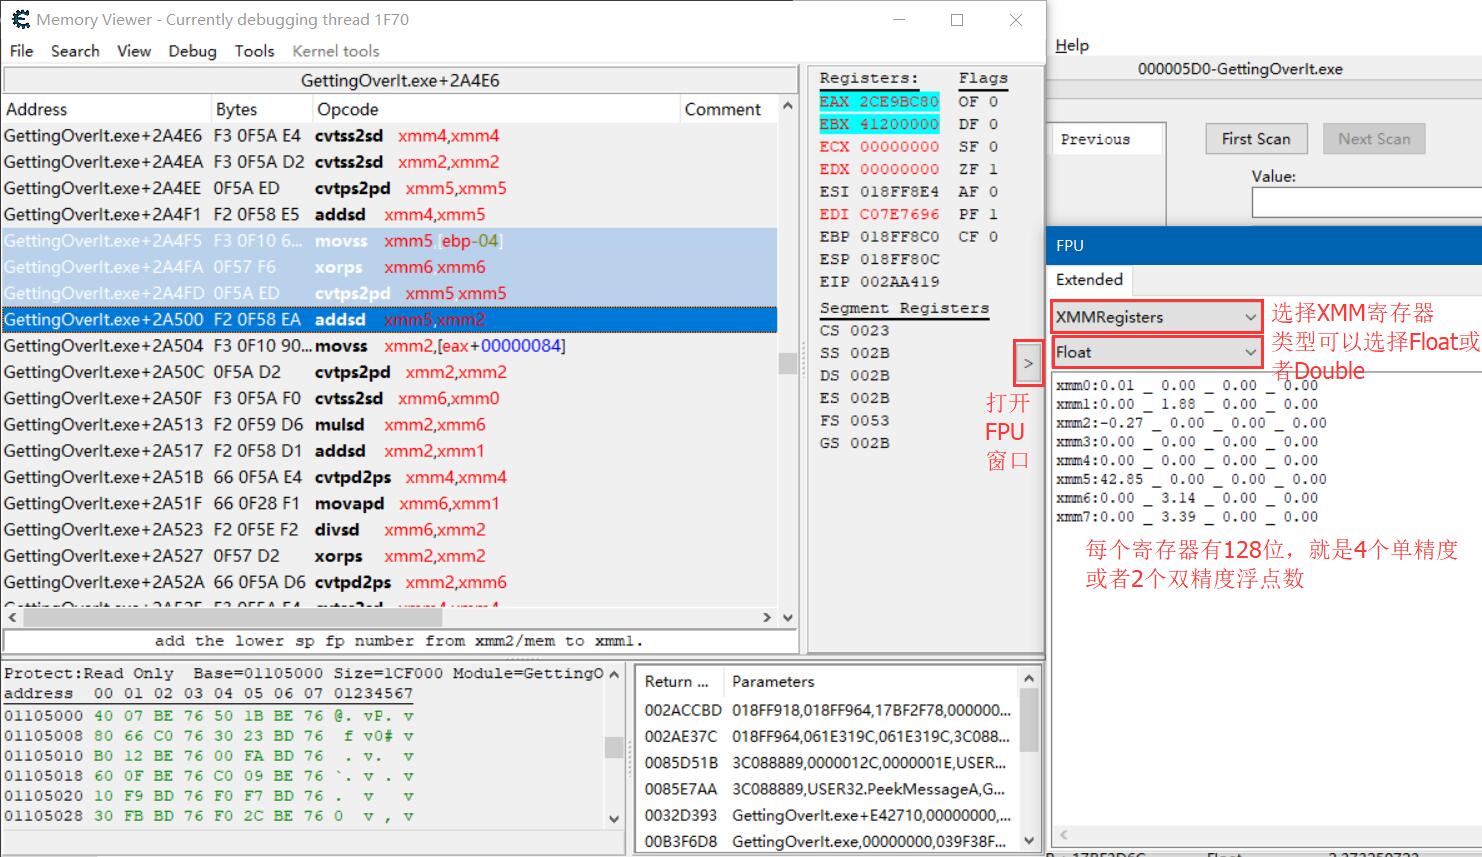 Memory Viewer - Currently debugging thread 1F70
File Search View Debug Tools Kernel tools
GettingOverIt.exe+2A4E6
Address Bytes Opcode Comment
GettingOverIt.exe+2A4E6 F3 0F5A E4 cvtss2sd xmm4,xmm4
GettingOverIt.exe+2A4EA F3 0F5A D2 cvtss2sd xmm2,xmm2
GettingOverIt.exe+2A4EE 0F5A ED cvtps2pd xmm5,xmm5
GettingOverIt.exe+2A4F1 F2 0F58 E5 addsd xmm4,xmm5
GettingOverIt.exe+2A4F5 F3 0F10 6... movss xmm5,[ebp-04]
GettingOverIt.exe+2A4FA 0F57 F6 xorps xmm6,xmm6
GettingOverIt.exe+2A4FD 0F5A ED cvtps2pd xmm5,xmm5
GettingOverIt.exe+2A500 F2 0F58 EA addsd xmm5,xmm2
GettingOverIt.exe+2A504 F3 0F10 90... movss xmm2,[eax+00000084]
GettingOverIt.exe+2A50C 0F5A D2 cvtps2pd xmm2,xmm2
GettingOverIt.exe+2A50F F3 0F5A F0 cvtss2sd xmm6,xmm0
GettingOverIt.exe+2A513 F2 0F59 D6 mulsd xmm2,xmm6
GettingOverIt.exe+2A517 F2 0F58 D1 addsd xmm2,xmm1
GettingOverIt.exe+2A51B 66 0F5A E4 cvtpd2ps xmm4,xmm4
GettingOverIt.exe+2A51F 66 0F28 F1 movapd xmm6,xmm1
GettingOverIt.exe+2A523 F2 0F5E F2 divsd xmm6,xmm2
GettingOverIt.exe+2A527 0F57 D2 xorps xmm2,xmm2
GettingOverIt.exe+2A52A 66 0F5A D6 cvtpd2ps xmm2,xmm6
add the lower sp fp number from xmm2/mem to xmm1.
Registers: Flags
EAX 2CE9BC80 OF 0
EBX 41200000 DF 0
ECX 00000000 SF 0
EDX 00000000 ZF 1
ESI 018FF8E4 AF 0
EDI C07E7696 PF 1
EBP 018FF8C0 CF 0
ESP 018FF80C
EIP 002AA419
Segment Registers
CS 0023
SS 002B
DS 002B
ES 002B
FS 0053
GS 002B
>
打开
FPU
窗口
Protect:Read Only Base=01105000 Size=1CF000 Module=GettingO
address 00 01 02 03 04 05 06 07 01234567
01105000 40 07 BE 76 50 1B BE 76 @. vP. v
01105008 80 66 C0 76 30 23 BD 76 f v0# v
01105010 B0 12 BE 76 00 FA BD 76 . v. v
01105018 60 0F BE 76 C0 09 BE 76 `. v . v
01105020 10 F9 BD 76 F0 F7 BD 76 . v v
01105028 30 FB BD 76 F0 2C BE 76 0 v , v
Return ... Parameters
002ACCBD 018FF918,018FF964,17BF2F78,000000...
002AE37C 018FF964,061E319C,061E319C,3C088...
0085D51B 3C088889,0000012C,0000001E,USER...
0085E7AA 3C088889,USER32.PeekMessageA,G...
0032D393 GettingOverIt.exe+E42710,00000000,...
00B3F6D8 GettingOverIt.exe,00000000,039F38F...
Help
000005D0-GettingOverIt.exe
Previous
First Scan Next Scan
Value:
FPU
Extended
XMMRegisters
Float
选择XMM寄存器
类型可以选择Float或
者Double
xmm0:0.01 _ 0.00 _ 0.00 _ 0.00
xmm1:0.00 _ 1.88 _ 0.00 _ 0.00
xmm2:-0.27 _ 0.00 _ 0.00 _ 0.00
xmm3:0.00 _ 0.00 _ 0.00 _ 0.00
xmm4:0.00 _ 0.00 _ 0.00 _ 0.00
xmm5:42.85 _ 0.00 _ 0.00 _ 0.00
xmm6:0.00 _ 3.14 _ 0.00 _ 0.00
xmm7:0.00 _ 3.39 _ 0.00 _ 0.00
每个寄存器有128位，就是4个单精度
或者2个双精度浮点数